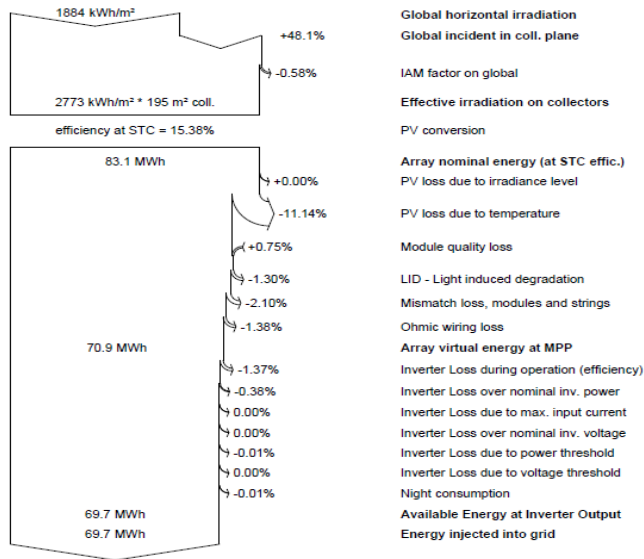 1884 kWh/m² Global horizontal irradiation
+48.1% Global incident in coll. plane
-0.58% IAM factor on global
2773 kWh/m² * 195 m² coll. Effective irradiation on collectors
efficiency at STC = 15.38% PV conversion
83.1 MWh Array nominal energy (at STC effic.)
+0.00% PV loss due to irradiance level
-11.14% PV loss due to temperature
+0.75% Module quality loss
-1.30% LID - Light induced degradation
-2.10% Mismatch loss, modules and strings
-1.38% Ohmic wiring loss
70.9 MWh Array virtual energy at MPP
-1.37% Inverter Loss during operation (efficiency)
-0.38% Inverter Loss over nominal inv. power
0.00% Inverter Loss due to max. input current
0.00% Inverter Loss over nominal inv. voltage
-0.01% Inverter Loss due to power threshold
0.00% Inverter Loss due to voltage threshold
-0.01% Night consumption
69.7 MWh Available Energy at Inverter Output
69.7 MWh Energy injected into grid